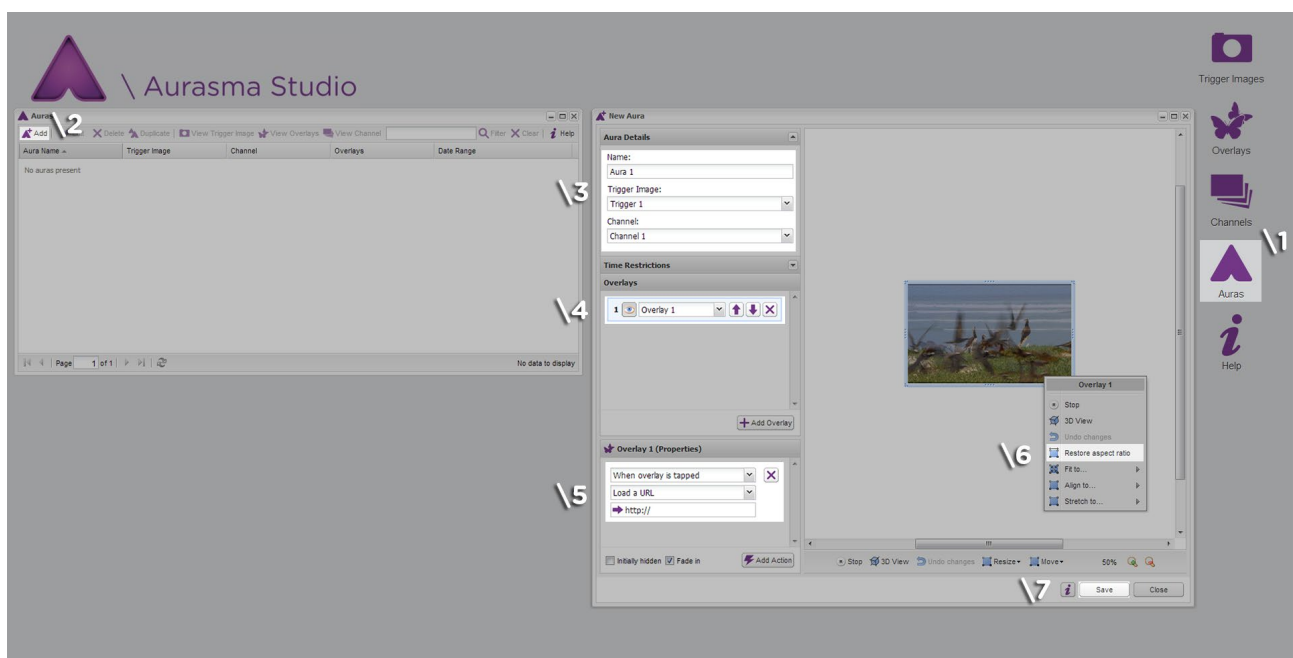 \ Aurasma Studio
Auras
\2
Add
Delete
Duplicate
View Trigger Image
View Overlays
View Channel
Filter
Clear
Help
Aura Name
Trigger Image
Channel
Overlays
Date Range
No auras present
Page 1 of 1
No data to display
New Aura
Aura Details
\3
Name:
Aura 1
Trigger Image:
Trigger 1
Channel:
Channel 1
Time Restrictions
Overlays
\4
1 Overlay 1
Add Overlay
Overlay 1 (Properties)
\5
When overlay is tapped
Load a URL
http://
Initially hidden
Fade in
Add Action
Overlay 1
Stop
3D View
Undo changes
\6
Restore aspect ratio
Fit to...
Align to...
Stretch to...
Stop
3D View
Undo changes
Resize
Move
50%
\7
Save
Close
Trigger Images
Overlays
Channels
\1
Auras
Help